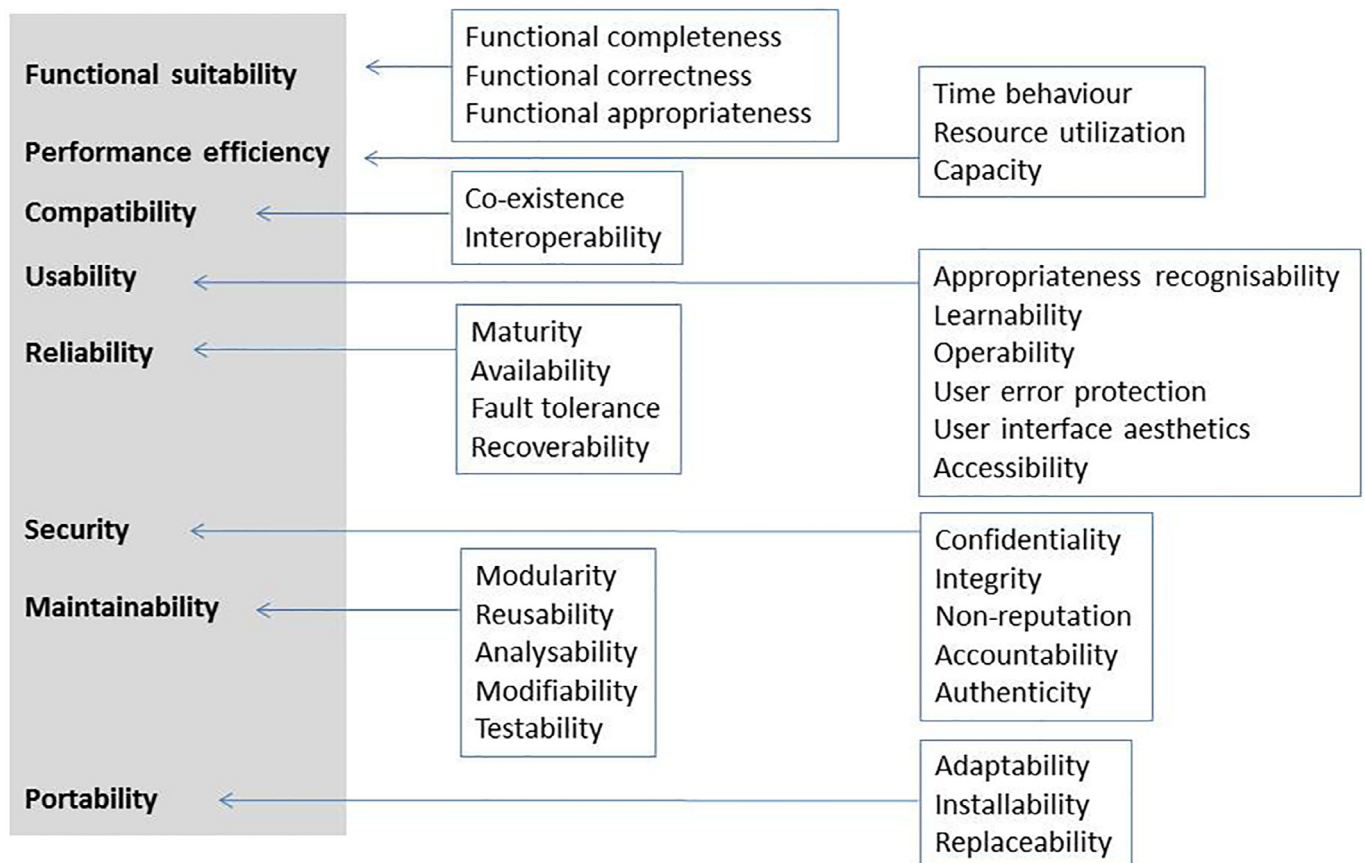 Functional suitability
Functional completeness
Functional correctness
Functional appropriateness
Performance efficiency
Time behaviour
Resource utilization
Capacity
Compatibility
Co-existence
Interoperability
Usability
Appropriateness recognisability
Learnability
Operability
User error protection
User interface aesthetics
Accessibility
Reliability
Maturity
Availability
Fault tolerance
Recoverability
Security
Confidentiality
Integrity
Non-reputation
Accountability
Authenticity
Maintainability
Modularity
Reusability
Analysability
Modifiability
Testability
Portability
Adaptability
Installability
Replaceability